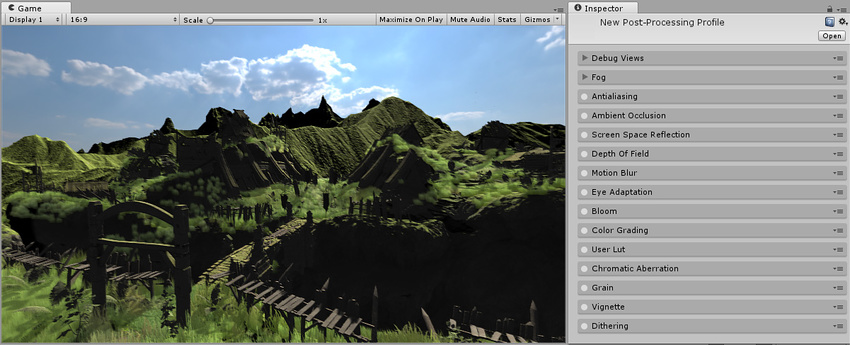 Game
Display 1 16:9 Scale 1x Maximize On Play Mute Audio Stats Gizmos
Inspector
New Post-Processing Profile
Open
Debug Views
Fog
Antialiasing
Ambient Occlusion
Screen Space Reflection
Depth Of Field
Motion Blur
Eye Adaptation
Bloom
Color Grading
User Lut
Chromatic Aberration
Grain
Vignette
Dithering